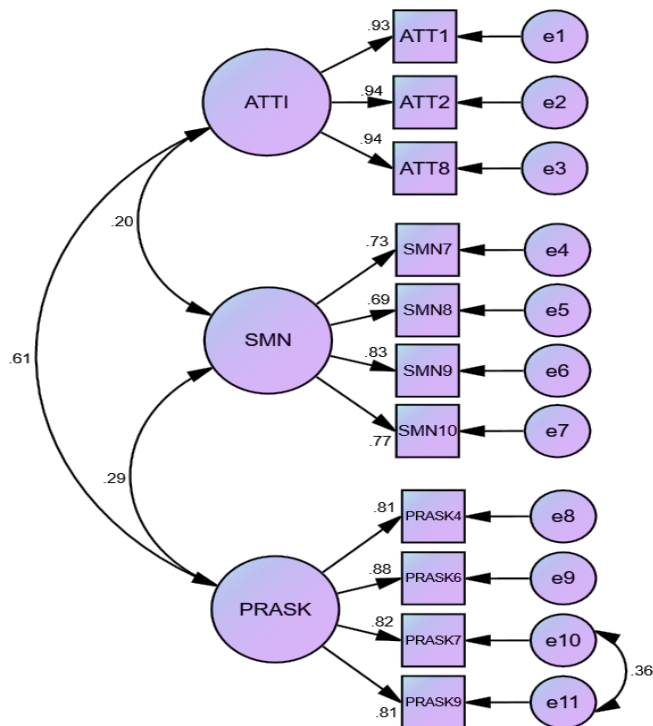 .93
ATT1
e1
ATTI
.94
ATT2
e2
.94
ATT8
e3
.20
.73
SMN7
e4
.69
SMN8
e5
SMN
.83
SMN9
e6
.61
.77
SMN10
e7
.29
.81
PRASK4
e8
.88
PRASK6
e9
PRASK
.82
PRASK7
e10
.36
.81
PRASK9
e11